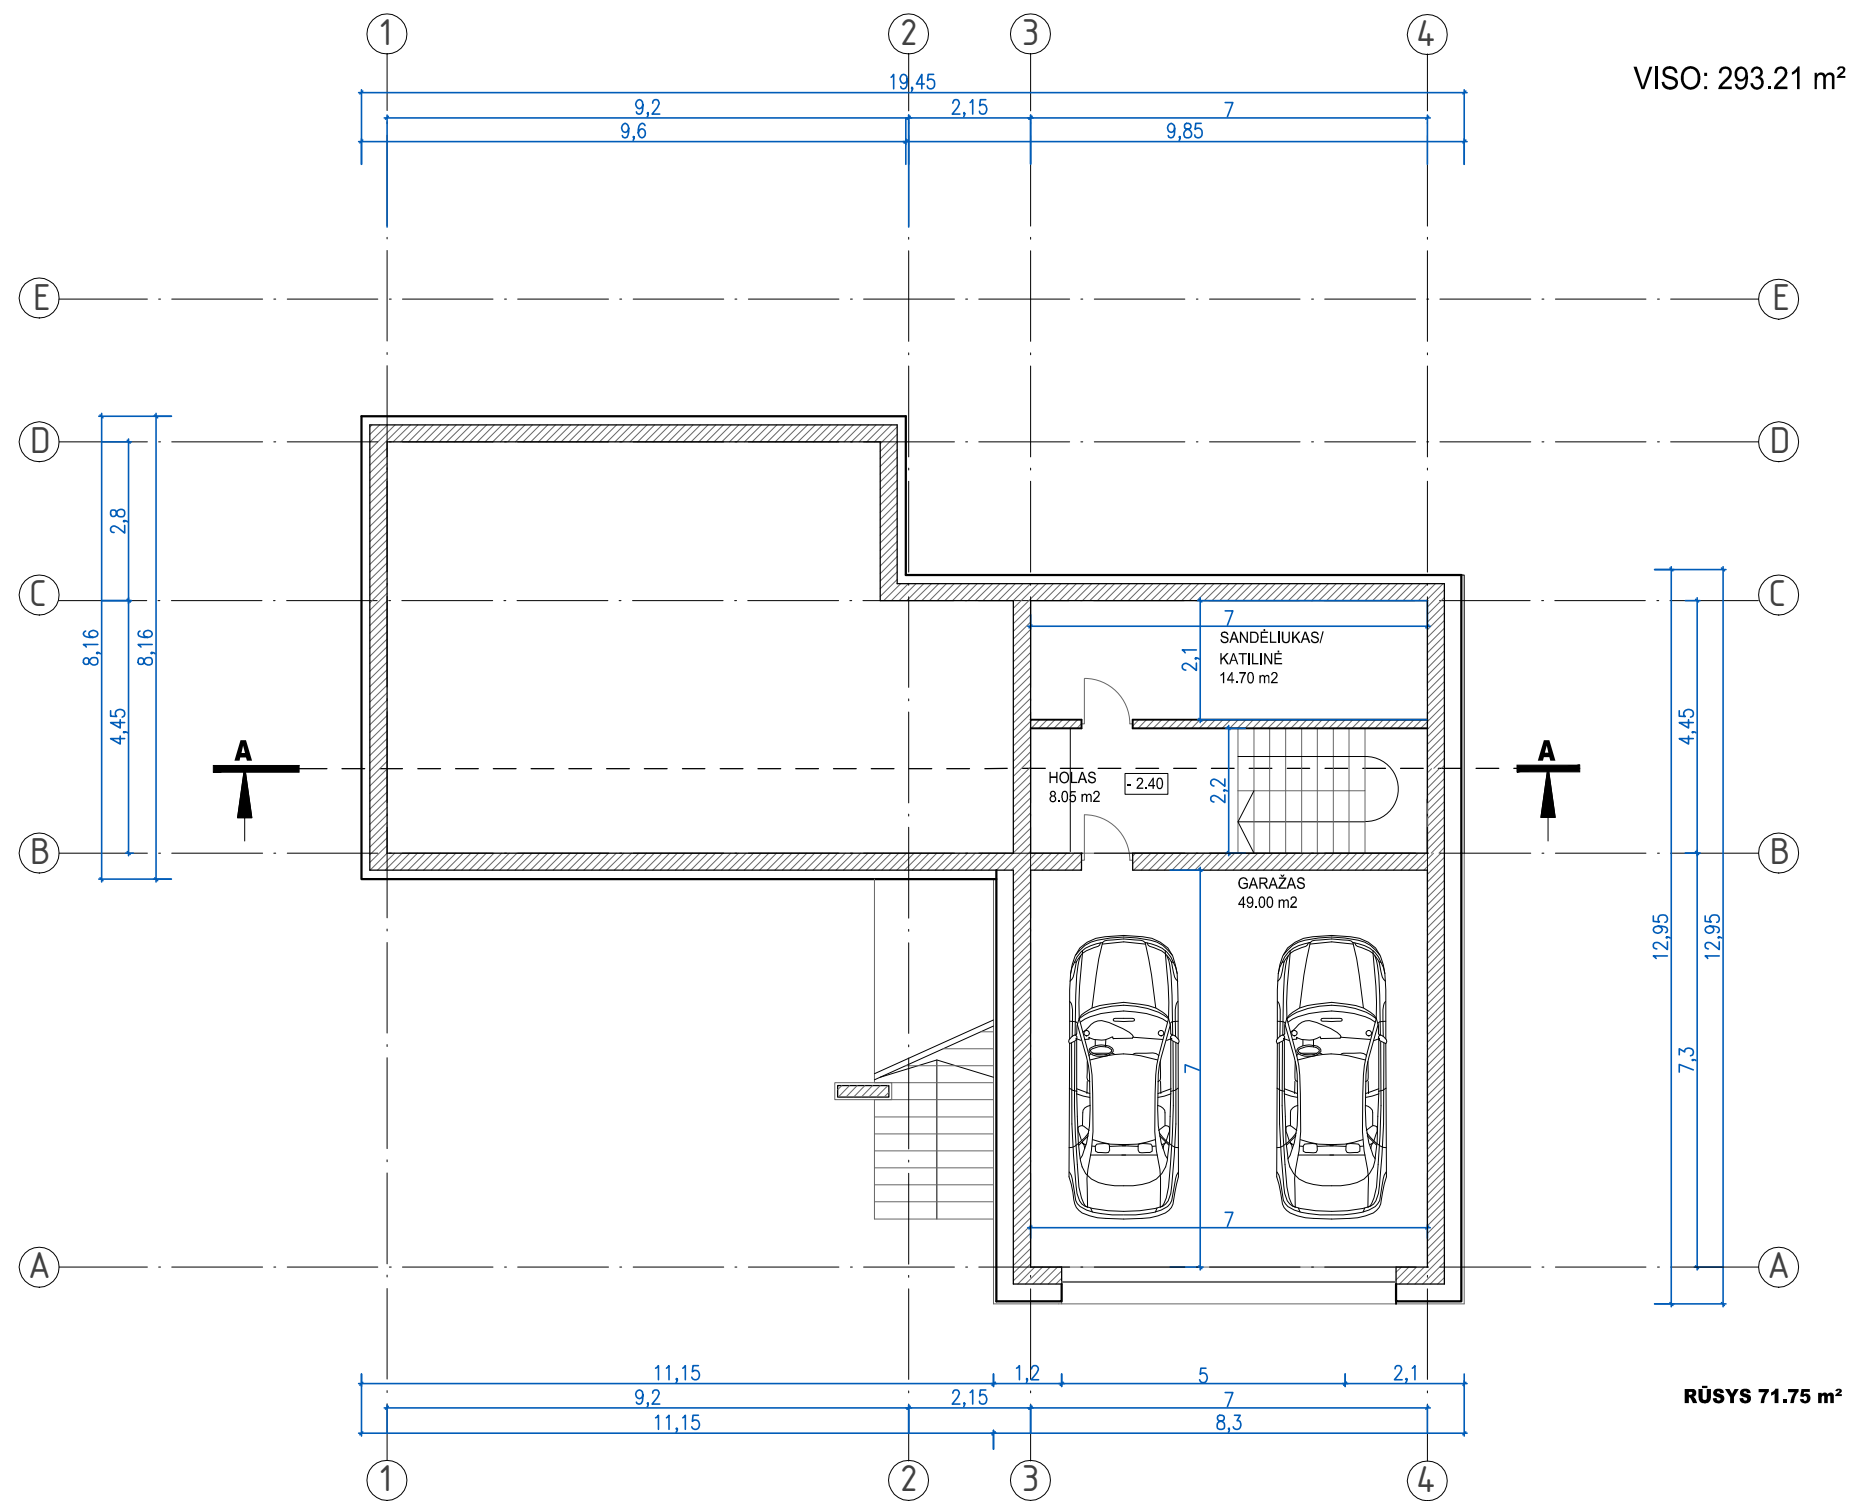 1 2 3 4
VISO: 293.21 m²
19,45
9,2 2,15 7
9,6 9,85
E E
D D
2,8
C C
7
8,16 8,16
SANDĖLIUKAS/
KATILINĖ
14.70 m2
2,1
4,45 4,45
A A
HOLAS
8.05 m2
- 2.40
2,2
B B
GARAŽAS
49.00 m2
12,95 12,95
7,3
7
7
A A
11,15 1,2 5 2,1
9,2 2,15 7
11,15 8,3
RŪSYS 71.75 m²
1 2 3 4